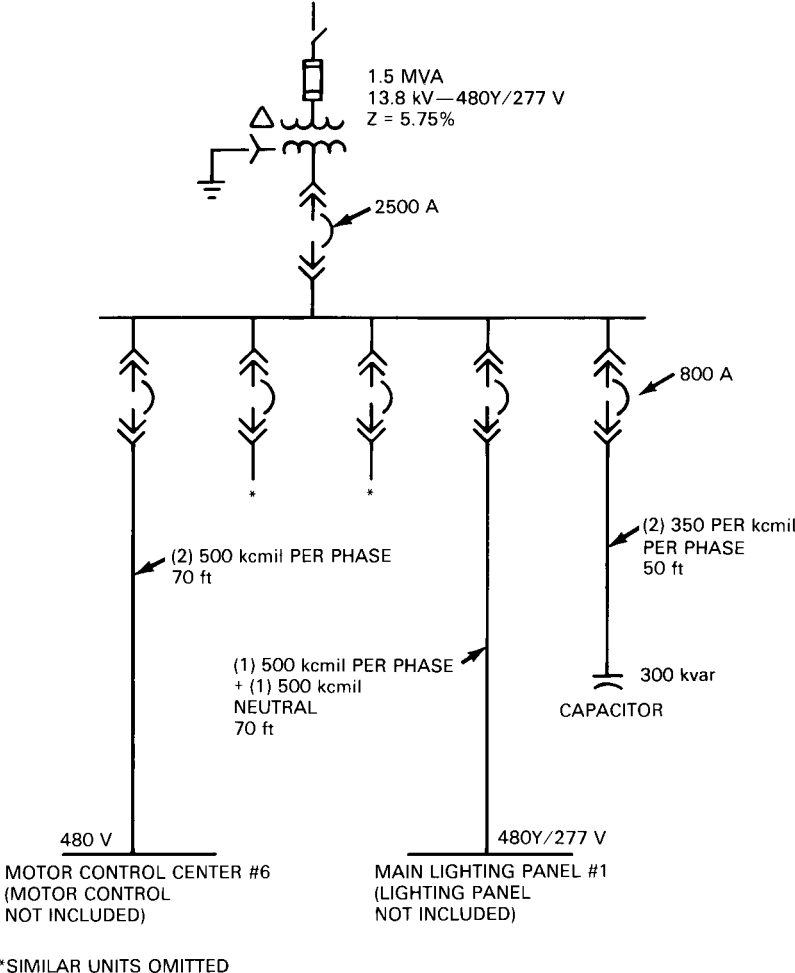 1.5 MVA
13.8 kV—480Y/277 V
Z = 5.75%
2500 A
800 A
*
*
(2) 500 kcmil PER PHASE
70 ft
(2) 350 PER kcmil
PER PHASE
50 ft
(1) 500 kcmil PER PHASE
+ (1) 500 kcmil
NEUTRAL
70 ft
300 kvar
CAPACITOR
480 V
MOTOR CONTROL CENTER #6
(MOTOR CONTROL
NOT INCLUDED)
480Y/277 V
MAIN LIGHTING PANEL #1
(LIGHTING PANEL
NOT INCLUDED)
*SIMILAR UNITS OMITTED